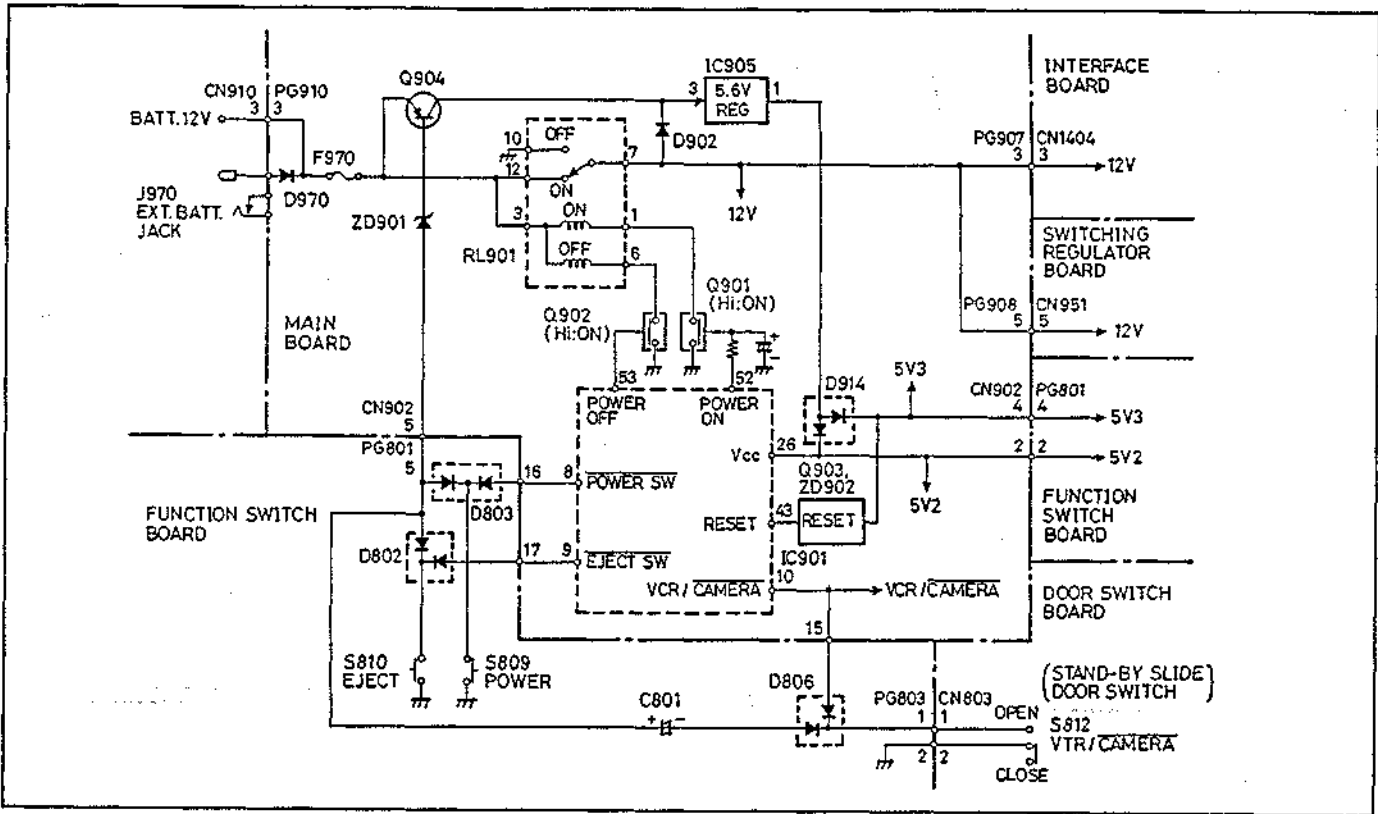 CN910 PG910
3 3
BATT.12V
F970
D970
J970
EXT.BATT.
JACK
MAIN
BOARD
Q904
ZD901
IC905
3
5.6V
REG
1
D902
10
OFF
12
7
ON
3
ON
1
OFF
6
RL901
12V
Q901
(Hi:ON)
Q902
(Hi:ON)
INTERFACE
BOARD
PG907 CN1404
3 3
12V
SWITCHING
REGULATOR
BOARD
PG908 CN951
5 5
12V
53
52
POWER
OFF
POWER
ON
D914
5V3
CN902 PG801
4 4
5V3
Vcc
26
2 2
5V2
5V2
Q903,
ZD902
RESET
43
RESET
IC901
FUNCTION
SWITCH
BOARD
CN902
5
PG801
5
16
8
POWER SW
D803
FUNCTION SWITCH
BOARD
D802
17
9
EJECT SW
VCR/CAMERA
10
VCR/CAMERA
DOOR SWITCH
BOARD
15
S810
EJECT
S809
POWER
C801
+ -
D806
PG803 CN803
1 1
2 2
(STAND-BY SLIDE
DOOR SWITCH)
OPEN
S812
VTR/CAMERA
CLOSE